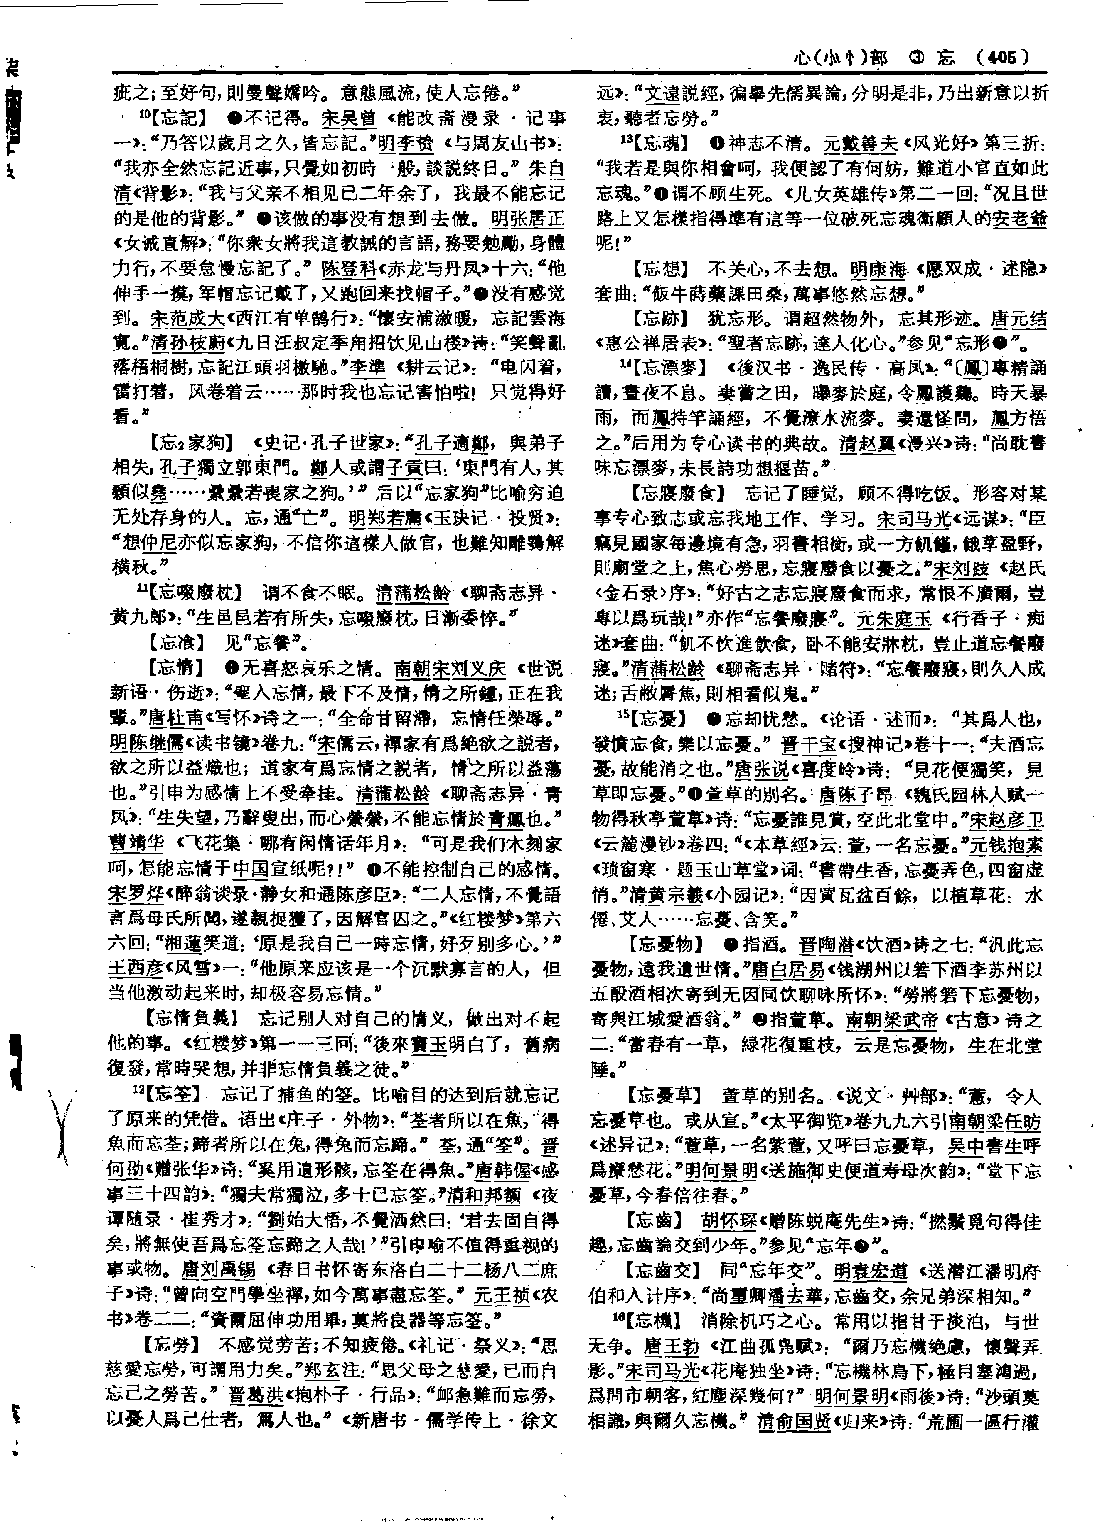 心(小忄)部 ③ 忘 (405)
疵之；至好句，則曼聲嬌吟。意態風流，使人忘倦。”
¹⁰【忘記】 ❶不记得。宋吴曾《能改斋漫录·记事
一》：“乃答以歲月之久，皆忘記。”明李贽《与周友山书》：
“我亦全然忘記近事，只覺如初時一般，談説終日。”朱自
清《背影》：“我与父亲不相见已二年余了，我最不能忘记
的是他的背影。” ❷该做的事没有想到去做。明张居正
《女诫直解》：“你衆女將我這教誡的言語，務要勉勵，身體
力行，不要怠慢忘記了。”陈登科《赤龙与丹凤》十六：“他
伸手一摸，军帽忘记戴了，又跑回来找帽子。”❸没有感觉
到。宋范成大《西江有单鹄行》：“懷安浦溆暖，忘記雲海
寬。”清孙枝蔚《九日汪叔定季甪招饮见山楼》诗：“笑聲亂
落梧桐樹，忘記江頭羽檄馳。”李準《耕云记》：“电闪着，
雷打着，风卷着云……那时我也忘记害怕啦！只觉得好
看。”
【忘₂家狗】 《史记·孔子世家》：“孔子適鄭，與弟子
相失，孔子獨立郭東門。鄭人或謂子貢曰：‘東門有人，其
顙似堯……纍纍若喪家之狗。’”后以“忘家狗”比喻穷迫
无处存身的人。忘，通“亡”。明郑若庸《玉玦记·投贤》：
“想仲尼亦似忘家狗，不信你這樣人做官，也難知雕鶚解
横秋。”
¹¹【忘啜廢枕】 谓不食不眠。清蒲松龄《聊斋志异·
黄九郎》：“生邑邑若有所失，忘啜廢枕，日漸委悴。”
【忘飡】 见“忘餐”。
【忘情】 ❶无喜怒哀乐之情。南朝宋刘义庆《世说
新语·伤逝》：“聖人忘情，最下不及情，情之所鍾，正在我
輩。”唐杜甫《写怀》诗之一：“全命甘留滯，忘情任榮辱。”
明陈继儒《读书镜》卷九：“宋儒云，禪家有爲絶欲之説者，
欲之所以益熾也；道家有爲忘情之説者，情之所以益蕩
也。”引申为感情上不受牵挂。清蒲松龄《聊斋志异·青
凤》：“生失望，乃辭叟出，而心縈縈，不能忘情於青鳳也。”
曹靖华《飞花集·哪有闲情话年月》：“可是我们木刻家
呵，怎能忘情于中国宣纸呢？！” ❷不能控制自己的感情。
宋罗烨《醉翁谈录·静女和通陈彦臣》：“二人忘情，不覺語
言爲母氏所聞，遂親捉獲了，因解官囚之。”《红楼梦》第六
六回：“湘蓮笑道：‘原是我自己一時忘情，好歹别多心。’”
王西彦《风雪》一：“他原来应该是一个沉默寡言的人，但
当他激动起来时，却极容易忘情。”
【忘情負義】 忘记别人对自己的情义，做出对不起
他的事。《红楼梦》第一一三回：“後來寶玉明白了，舊病
復發，常時哭想，并非忘情負義之徒。”
¹²【忘筌】 忘记了捕鱼的筌。比喻目的达到后就忘记
了原来的凭借。语出《庄子·外物》：“荃者所以在魚，得
魚而忘荃；蹄者所以在兔，得兔而忘蹄。”荃，通“筌”。晋
何劭《赠张华》诗：“奚用遺形骸，忘筌在得魚。”唐韩偓《感
事三十四韵》：“獨夫常獨泣，多士已忘筌。”清和邦额《夜
谭随录·崔秀才》：“劉始大悟，不覺洒然曰：‘君去固自得
矣，將無使吾爲忘筌忘蹄之人哉！’”引申喻不值得重视的
事或物。唐刘禹锡《春日书怀寄东洛白二十二杨八二庶
子》诗：“曾向空門學坐禪，如今萬事盡忘筌。”元王祯《农
书》卷二二：“資爾屈伸功用畢，莫將良器等忘筌。”
【忘勞】 不感觉劳苦；不知疲倦。《礼记·祭义》：“思
慈愛忘勞，可謂用力矣。”郑玄注：“思父母之慈愛，已而自
忘己之勞苦。”晋葛洪《抱朴子·行品》：“卹急難而忘勞，
以憂人爲己任者，篤人也。”《新唐书·儒学传上·徐文
远》：“文遠説經，徧舉先儒異論，分明是非，乃出新意以折
衷，聽者忘勞。”
¹³【忘魂】 ❶神志不清。元戴善夫《风光好》第三折：
“我若是與你相會呵，我便認了有何妨，難道小官直如此
忘魂。”❷谓不顾生死。《儿女英雄传》第二一回：“况且世
路上又怎樣指得準有這等一位破死忘魂衛顧人的安老爺
呢！”
【忘想】 不关心，不去想。明康海《愿双成·述隐》
套曲：“飯牛蒔藥課田桑，萬事悠然忘想。”
【忘跡】 犹忘形。谓超然物外，忘其形迹。唐元结
《惠公禅居表》：“聖者忘跡，達人化心。”参见“忘形❶”。
¹⁴【忘漂麥】 《後汉书·逸民传·高凤》：“〔鳳〕專精誦
讀，晝夜不息。妻嘗之田，曝麥於庭，令鳳護鷄。時天暴
雨，而鳳持竿誦經，不覺潦水流麥。妻還怪問，鳳方悟
之。”后用为专心读书的典故。清赵翼《漫兴》诗：“尚耽書
味忘漂麥，未長詩功想揠苗。”
【忘寢廢食】 忘记了睡觉，顾不得吃饭。形容对某
事专心致志或忘我地工作、学习。宋司马光《远谋》：“臣
竊見國家每邊境有急，羽書相銜，或一方飢饉，餓莩盈野，
則廟堂之上，焦心勞思，忘寢廢食以憂之。”宋刘跂《赵氏
〈金石录〉序》：“好古之志忘寢廢食而求，常恨不廣爾，豈
專以爲玩哉！”亦作“忘餐廢寢”。元朱庭玉《行香子·痴
迷》套曲：“飢不忺進飲食，卧不能安牀枕，豈止道忘餐廢
寢。”清蒲松龄《聊斋志异·赌符》：“忘餐廢寢，則久入成
迷；舌敝脣焦，則相看似鬼。”
¹⁵【忘憂】 ❶忘却忧愁。《论语·述而》：“其爲人也，
發憤忘食，樂以忘憂。”晋干宝《搜神记》卷十一：“夫酒忘
憂，故能消之也。”唐张说《喜度岭》诗：“見花便獨笑，見
草即忘憂。”❷萱草的别名。唐陈子昂《魏氏园林人赋一
物得秋亭萱草》诗：“忘憂誰見賞，空此北堂中。”宋赵彦卫
《云麓漫钞》卷四：“《本草經》云：萱，一名忘憂。”元钱抱素
《琐窗寒·题玉山草堂》词：“書帶生香，忘憂弄色，四窗虚
悄。”清黄宗羲《小园记》：“因寘瓦盆百餘，以植草花：水
僊、艾人……忘憂、含笑。”
【忘憂物】 ❶指酒。晋陶潜《饮酒》诗之七：“汎此忘
憂物，遠我遺世情。”唐白居易《钱湖州以箬下酒李苏州以
五酘酒相次寄到无因同饮聊咏所怀》：“勞將箬下忘憂物，
寄與江城愛酒翁。” ❷指萱草。南朝梁武帝《古意》诗之
二：“當春有一草，緑花復重枝，云是忘憂物，生在北堂
陲。”
【忘憂草】 萱草的别名。《说文·艸部》：“藼，令人
忘憂草也。或从宣。”《太平御览》卷九九六引南朝梁任昉
《述异记》：“萱草，一名紫萱，又呼曰忘憂草，吴中書生呼
爲療愁花。”明何景明《送施御史便道寿母次韵》：“堂下忘
憂草，今春倍往春。”
【忘齒】 胡怀琛《赠陈蜕庵先生》诗：“撚鬚覓句得佳
趣，忘齒論交到少年。”参见“忘年❷”。
【忘齒交】 同“忘年交”。明袁宏道《送潜江潘明府
伯和入计序》：“尚璽卿潘去華，忘齒交，余兄弟深相知。”
¹⁶【忘機】 消除机巧之心。常用以指甘于淡泊，与世
无争。唐王勃《江曲孤凫赋》：“爾乃忘機絶慮，懷聲弄
影。”宋司马光《花庵独坐》诗：“忘機林鳥下，極目塞鴻過，
爲問市朝客，紅塵深幾何？”明何景明《雨後》诗：“沙頭莫
相識，與爾久忘機。”清俞国贤《归来》诗：“荒圃一區行灌